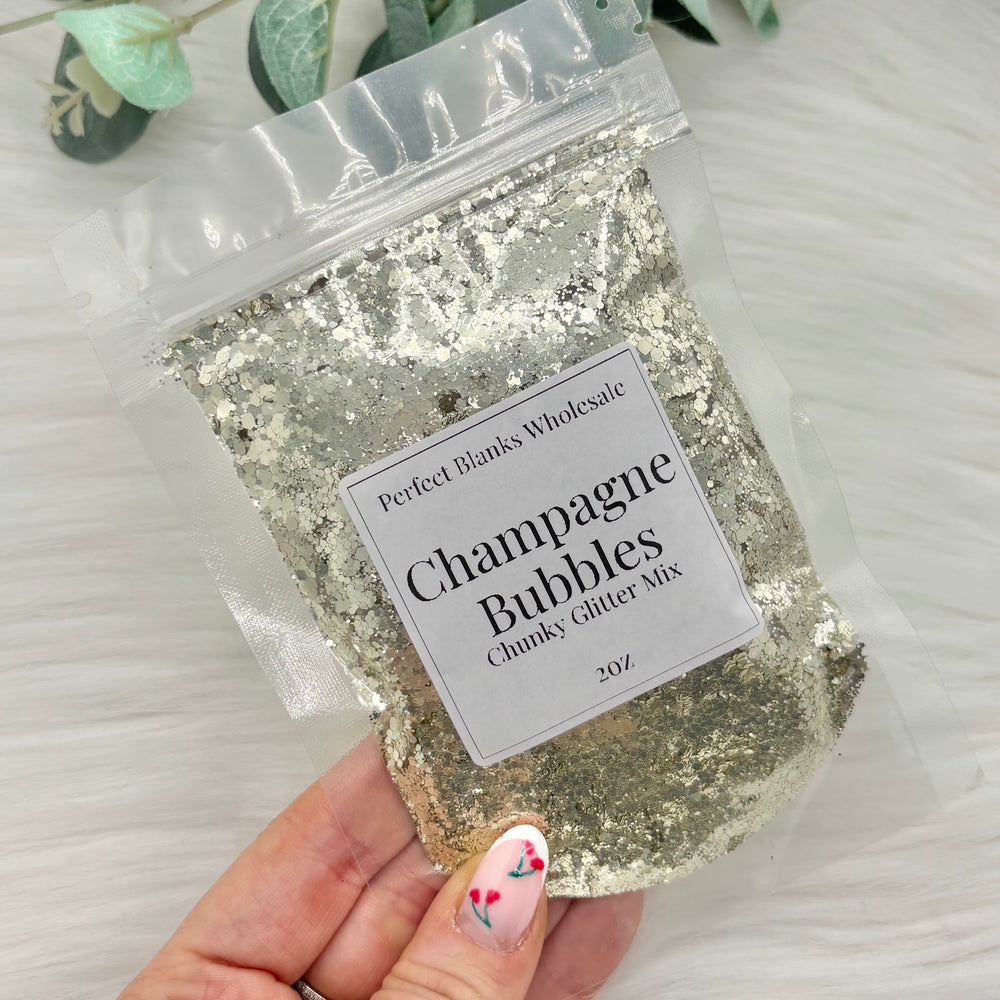 Perfect Blanks Wholesale
Champagne
Bubbles
Chunky Glitter Mix
2OZ